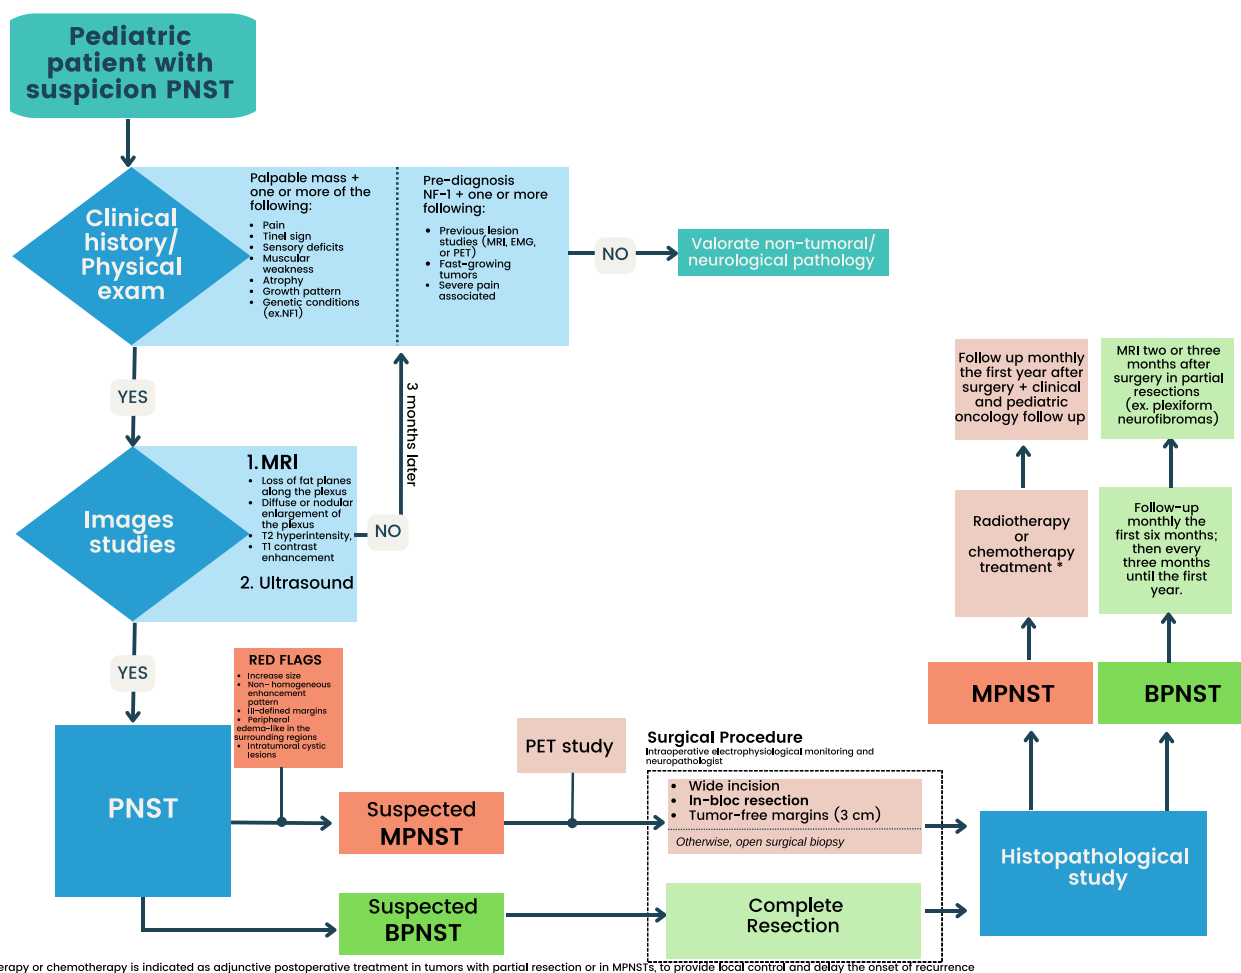 Pediatric
patient with
suspicion PNST
Clinical
history/
Physical
exam
Palpable mass +
one or more of the
following:
• Pain
• Tinel sign
• Sensory deficits
• Muscular
weakness
• Atrophy
• Growth pattern
• Genetic conditions
(ex.NF1)
Pre-diagnosis
NF-1 + one or more
following:
• Previous lesion
studies (MRI, EMG,
or PET)
• Fast-growing
tumors
• Severe pain
associated
NO
Valorate non-tumoral/
neurological pathology
YES
3 months later
Images
studies
1. MRI
• Loss of fat planes
along the plexus
• Diffuse or nodular
enlargement of
the plexus
• T2 hyperintensity,
• T1 contrast
enhancement
2. Ultrasound
NO
YES
PNST
RED FLAGS
• Increase size
• Non- homogeneous
enhancement
pattern
• Ill-defined margins
• Peripheral
edema-like in the
surrounding regions
• Intratumoral cystic
lesions
Suspected
MPNST
Suspected
BPNST
PET study
Surgical Procedure
Intraoperative electrophysiological monitoring and
neuropathologist
• Wide incision
• In-bloc resection
• Tumor-free margins (3 cm)
Otherwise, open surgical biopsy
Complete
Resection
Histopathological
study
MPNST
BPNST
Radiotherapy
or
chemotherapy
treatment *
Follow-up
monthly the
first six months;
then every
three months
until the first
year.
Follow up monthly
the first year after
surgery + clinical
and pediatric
oncology follow up
MRI two or three
months after
surgery in partial
resections
(ex. plexiform
neurofibromas)
or chemotherapy is indicated as adjunctive postoperative treatment in tumors with partial resection or in MPNSTs, to provide local control and delay the onset of recurrence